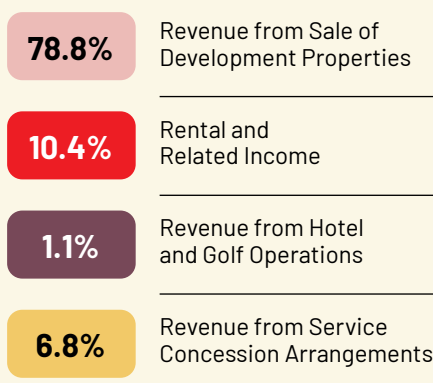 78.8%
Revenue from Sale of
Development Properties
10.4%
Rental and
Related Income
1.1%
Revenue from Hotel
and Golf Operations
6.8%
Revenue from Service
Concession Arrangements